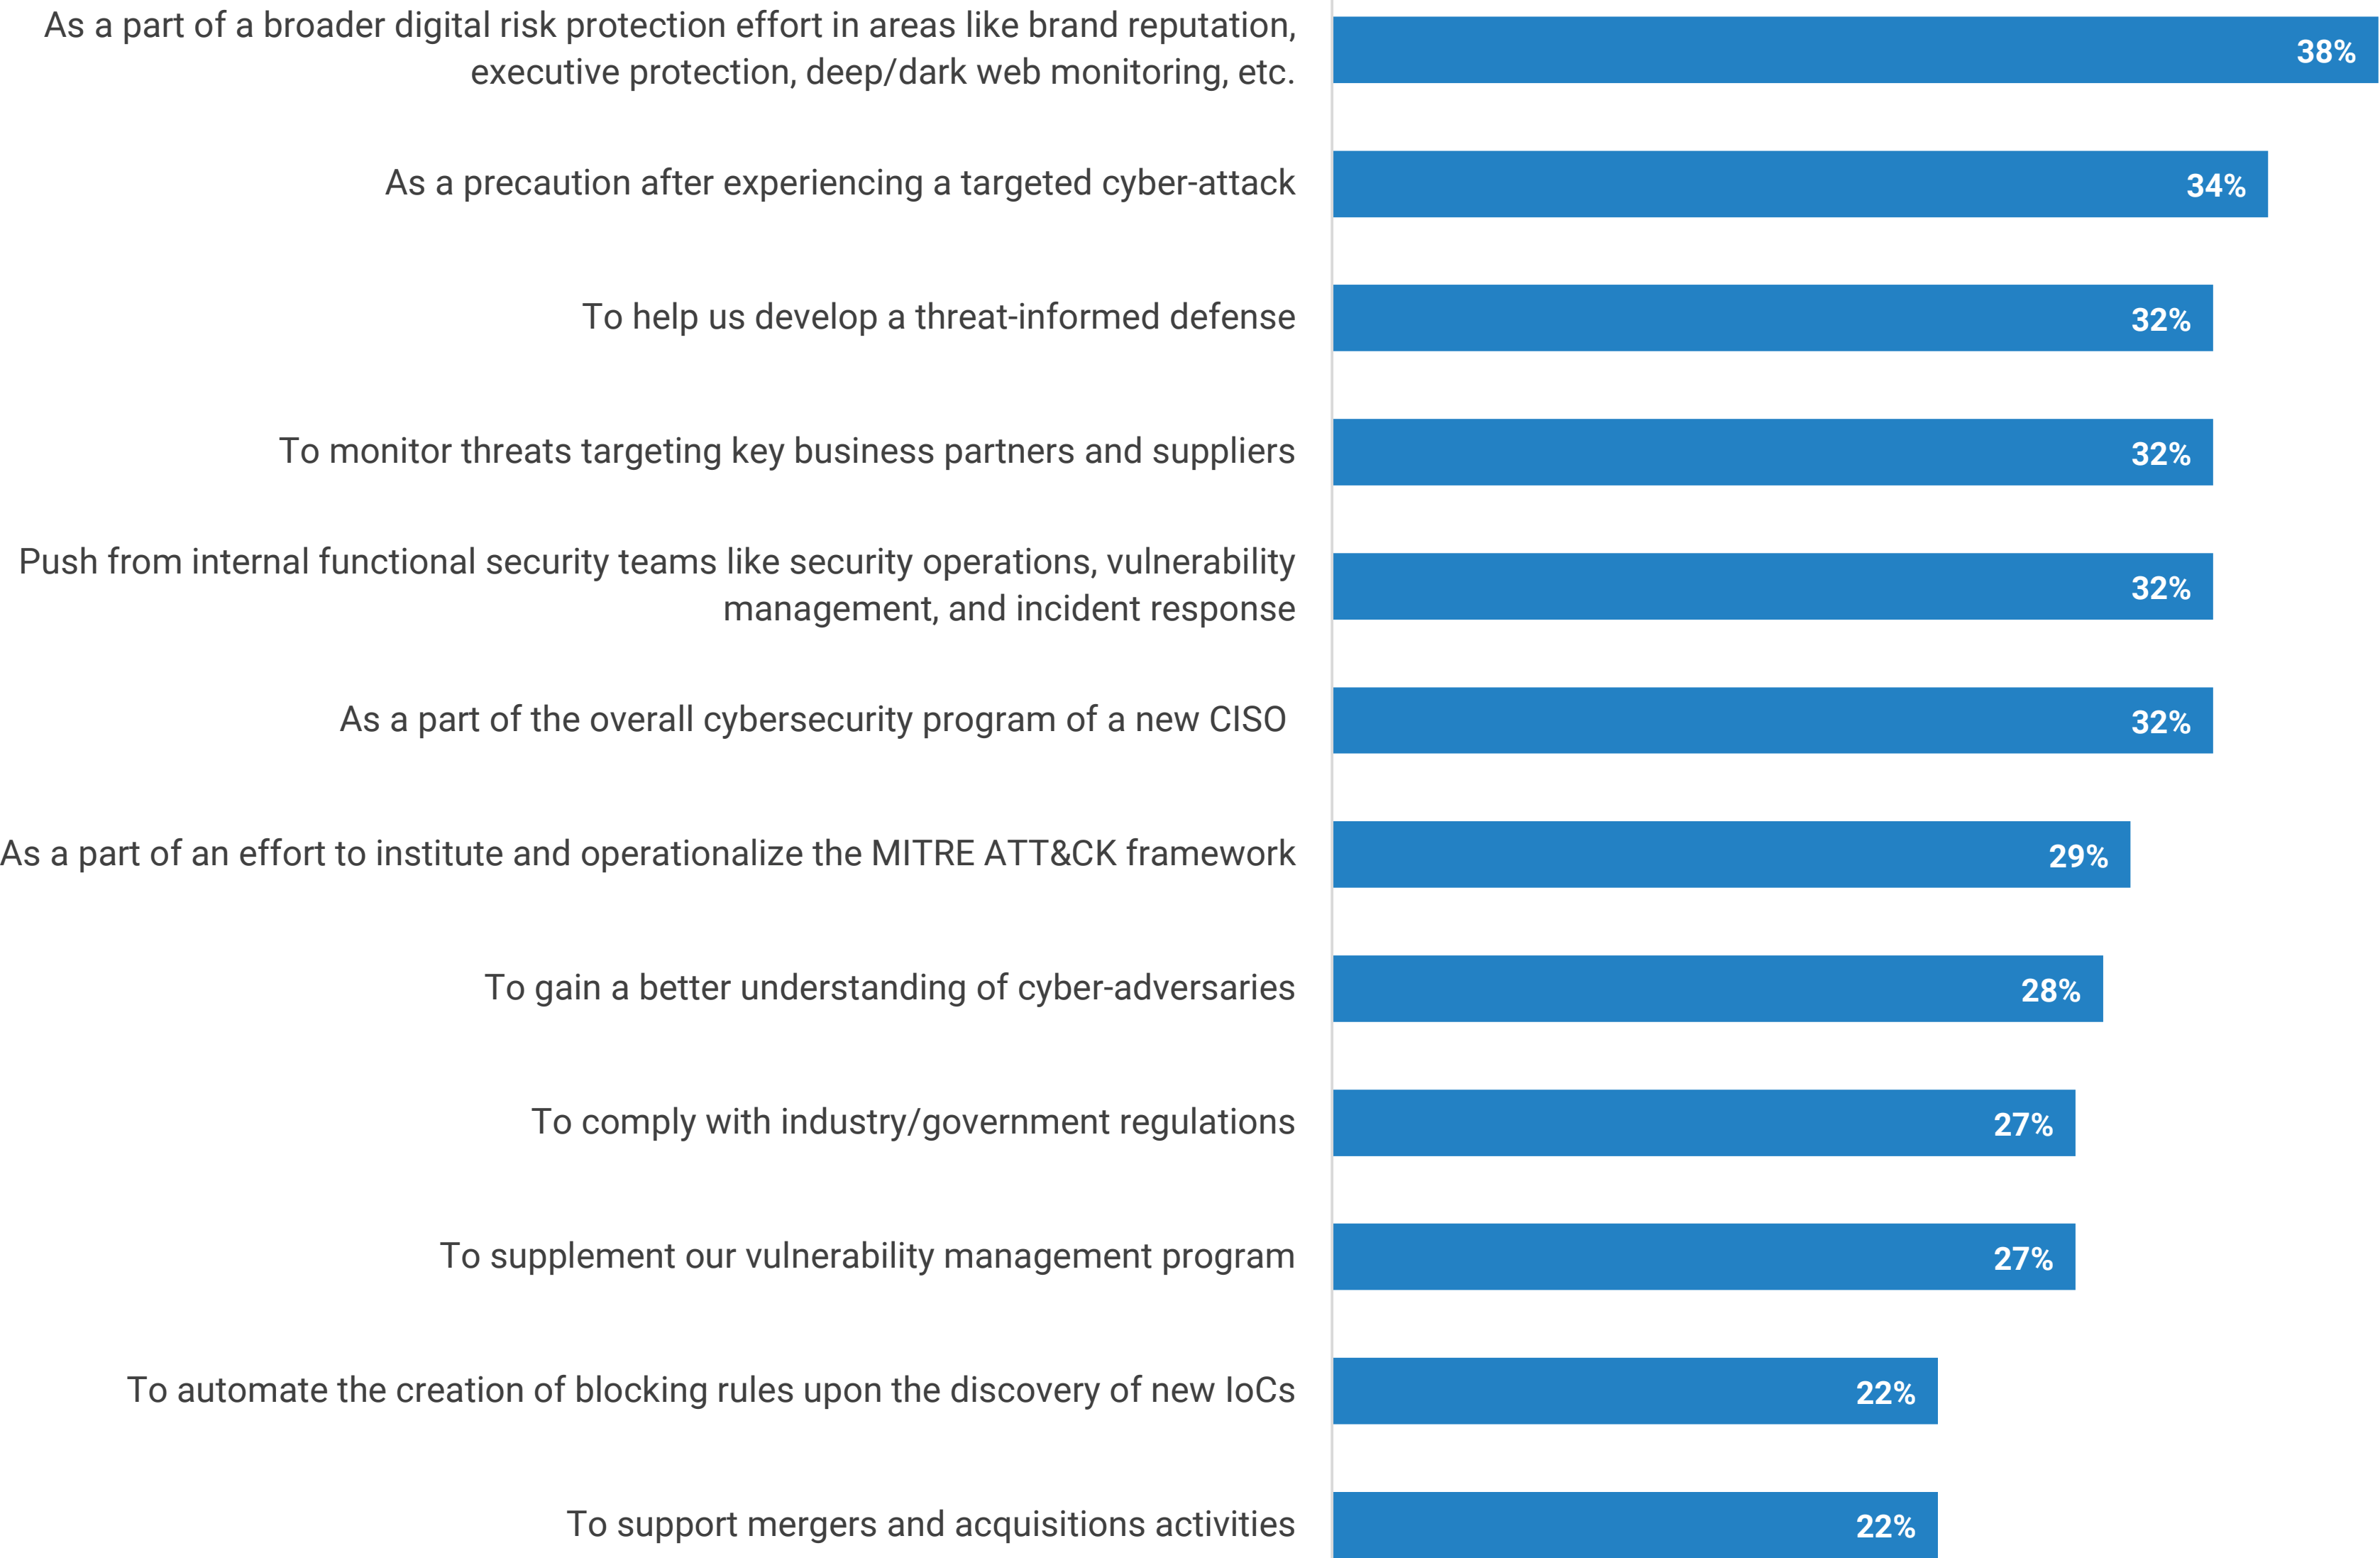 As a part of a broader digital risk protection effort in areas like brand reputation,
executive protection, deep/dark web monitoring, etc.
38%
As a precaution after experiencing a targeted cyber-attack
34%
To help us develop a threat-informed defense
32%
To monitor threats targeting key business partners and suppliers
32%
Push from internal functional security teams like security operations, vulnerability
management, and incident response
32%
As a part of the overall cybersecurity program of a new CISO
32%
As a part of an effort to institute and operationalize the MITRE ATT&CK framework
29%
To gain a better understanding of cyber-adversaries
28%
To comply with industry/government regulations
27%
To supplement our vulnerability management program
27%
To automate the creation of blocking rules upon the discovery of new IoCs
22%
To support mergers and acquisitions activities
22%